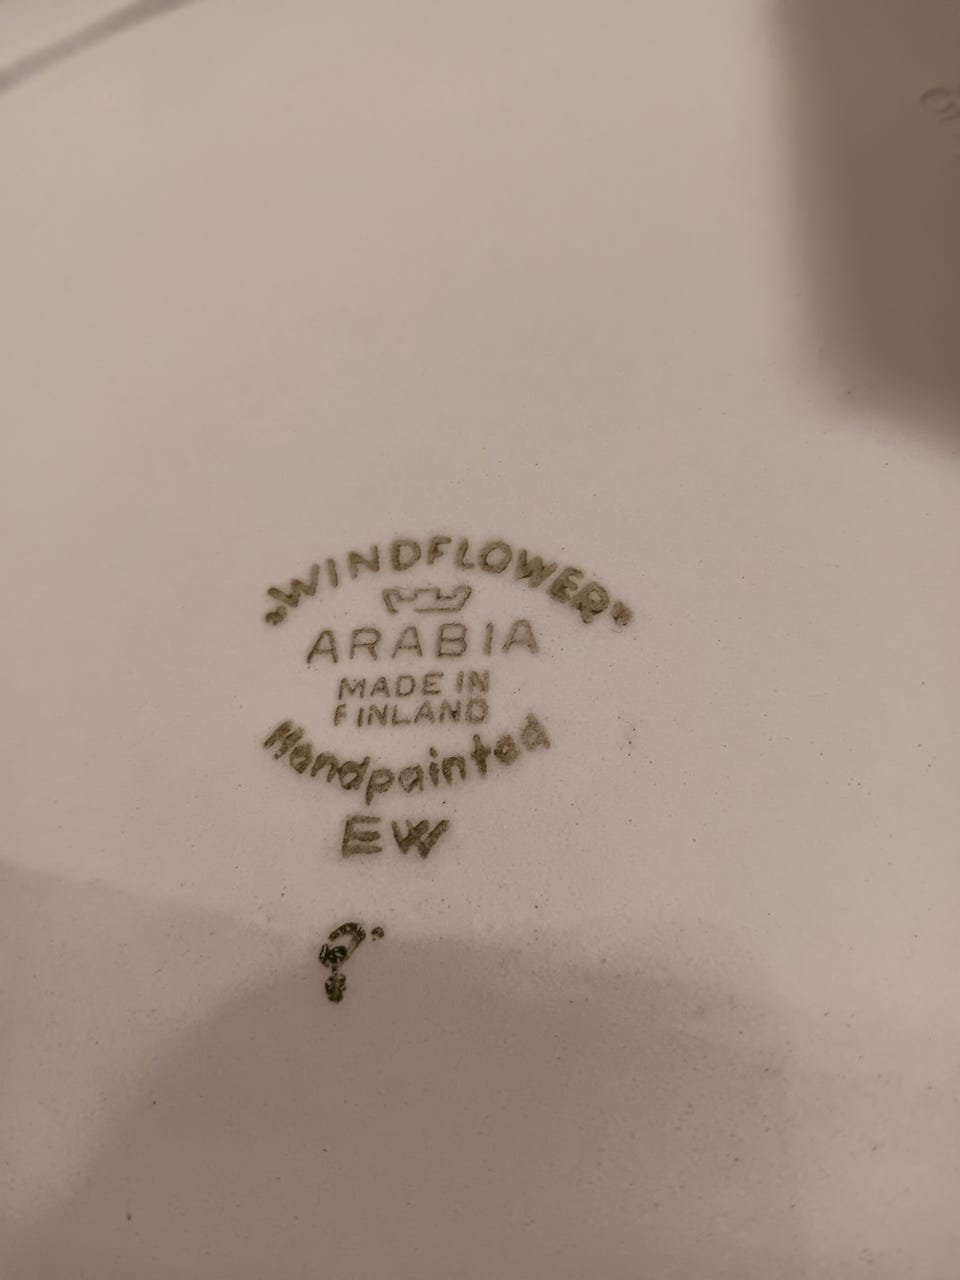 "WINDFLOWER"
ARABIA
MADE IN
FINLAND
Handpainted
EW